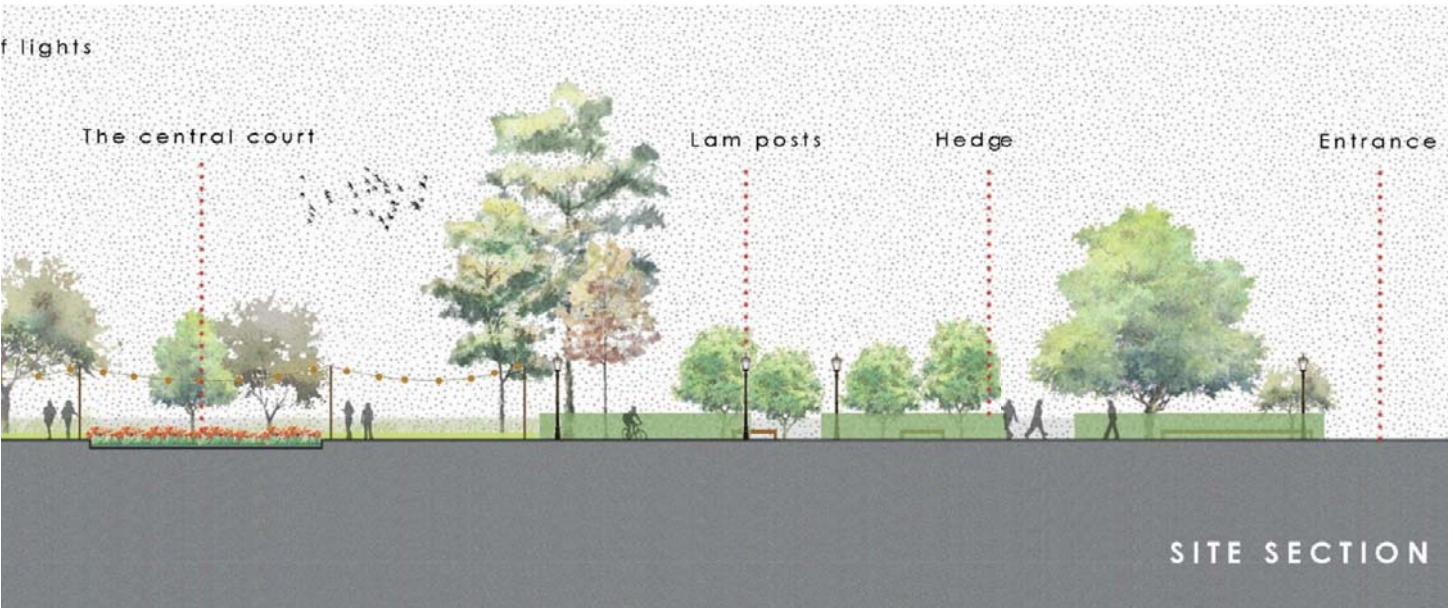 f lights
The central court
Lam posts
Hedge
Entrance
SITE SECTION